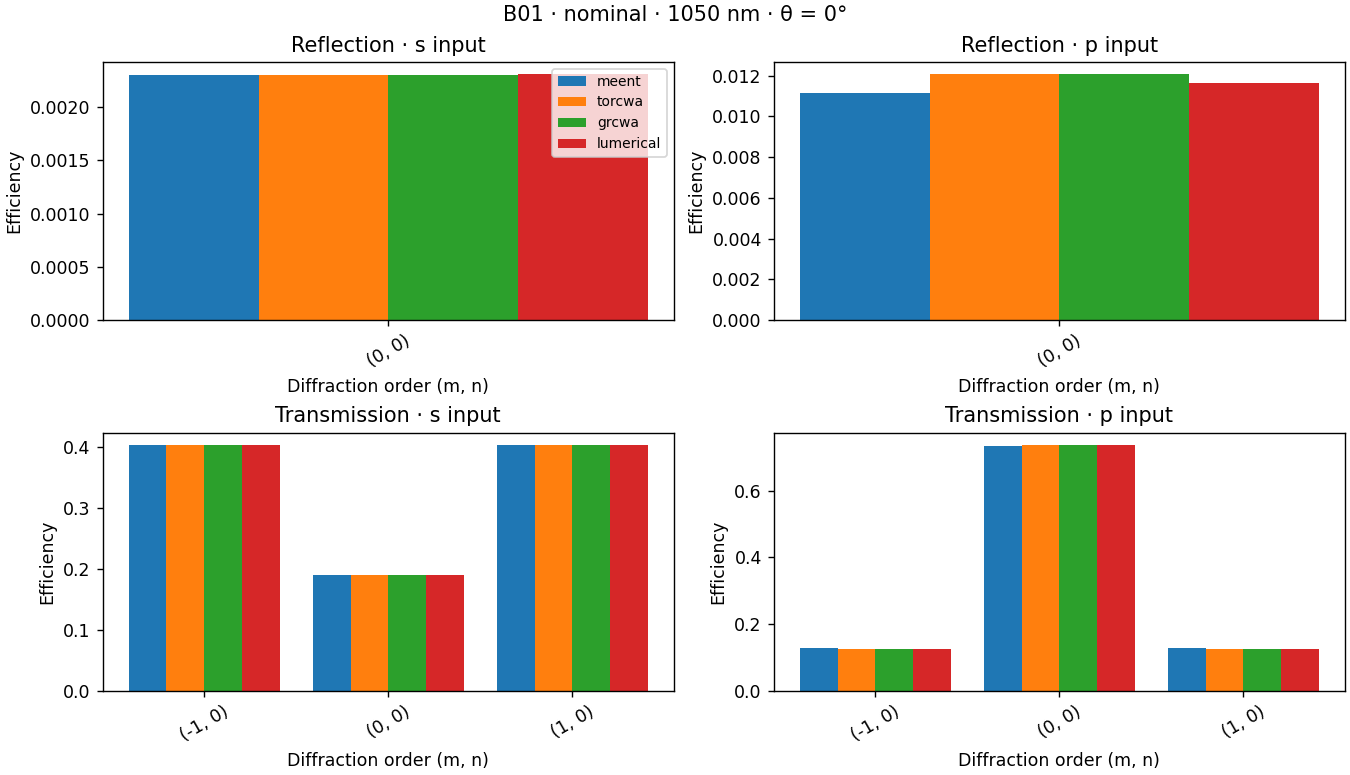 B01 · nominal · 1050 nm · θ = 0°
Reflection · s input
Efficiency
0.0020
0.0015
0.0010
0.0005
0.0000
meent
torcwa
grcwa
lumerical
(0, 0)
Diffraction order (m, n)
Reflection · p input
Efficiency
0.012
0.010
0.008
0.006
0.004
0.002
0.000
(0, 0)
Diffraction order (m, n)
Transmission · s input
Efficiency
0.4
0.3
0.2
0.1
0.0
(-1, 0)
(0, 0)
(1, 0)
Diffraction order (m, n)
Transmission · p input
Efficiency
0.6
0.4
0.2
0.0
(-1, 0)
(0, 0)
(1, 0)
Diffraction order (m, n)